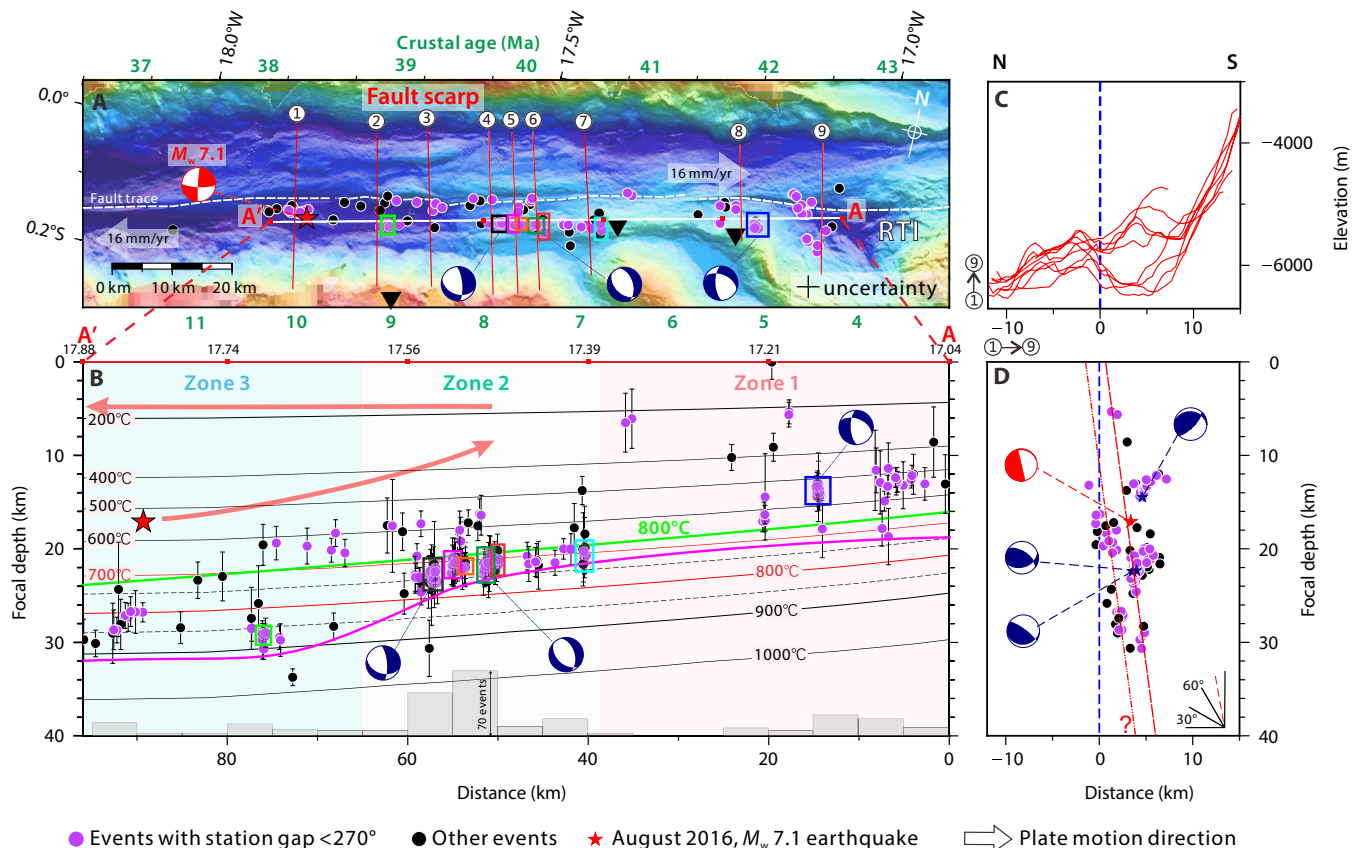 18.0°W 17.5°W 17.0°W
Crustal age (Ma)
37 38 39 40 41 42 43
A
Fault scarp
N
0.0°
0.2°S
1 2 3 4 5 6 7 8 9
Mw 7.1
16 mm/yr
Fault trace
A′ A
RTI
16 mm/yr
0 km 10 km 20 km
uncertainty
11 10 9 8 7 6 5 4
N S
C
−4000
−6000
Elevation (m)
9
1
−10 0 10
1 → 9
A′ A
17.88 17.74 17.56 17.39 17.21 17.04
B
Zone 3 Zone 2 Zone 1
0
10
20
30
40
Focal depth (km)
200℃
400℃
500℃
600℃
700℃
800℃
800℃
900℃
1000℃
70 events
80 60 40 20 0
Distance (km)
D
0
10
20
30
40
Focal depth (km)
60°
30°
?
−10 0 10
Distance (km)
Events with station gap <270° Other events August 2016, Mw 7.1 earthquake Plate motion direction